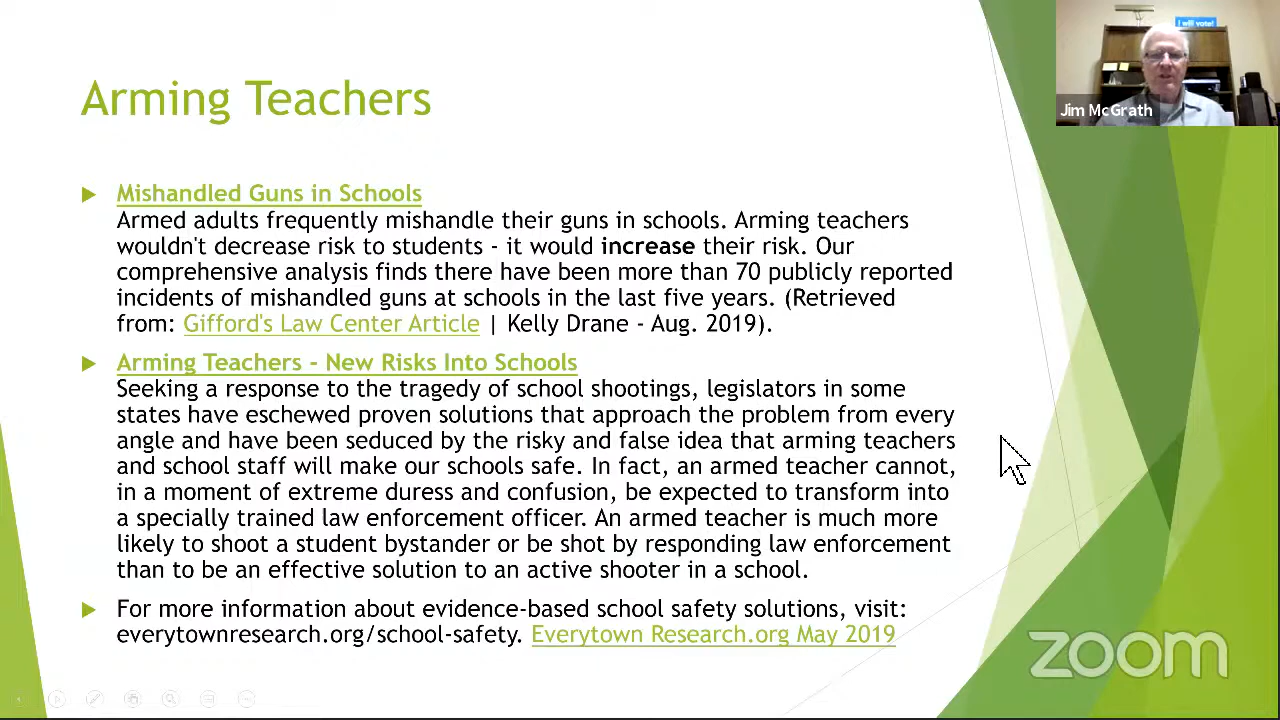 I will vote!
Jim McGrath
Arming Teachers
Mishandled Guns in Schools
Armed adults frequently mishandle their guns in schools. Arming teachers
wouldn't decrease risk to students - it would increase their risk. Our
comprehensive analysis finds there have been more than 70 publicly reported
incidents of mishandled guns at schools in the last five years. (Retrieved
from: Gifford's Law Center Article | Kelly Drane - Aug. 2019).
Arming Teachers - New Risks Into Schools
Seeking a response to the tragedy of school shootings, legislators in some
states have eschewed proven solutions that approach the problem from every
angle and have been seduced by the risky and false idea that arming teachers
and school staff will make our schools safe. In fact, an armed teacher cannot,
in a moment of extreme duress and confusion, be expected to transform into
a specially trained law enforcement officer. An armed teacher is much more
likely to shoot a student bystander or be shot by responding law enforcement
than to be an effective solution to an active shooter in a school.
For more information about evidence-based school safety solutions, visit:
everytownresearch.org/school-safety. Everytown Research.org May 2019
zoom